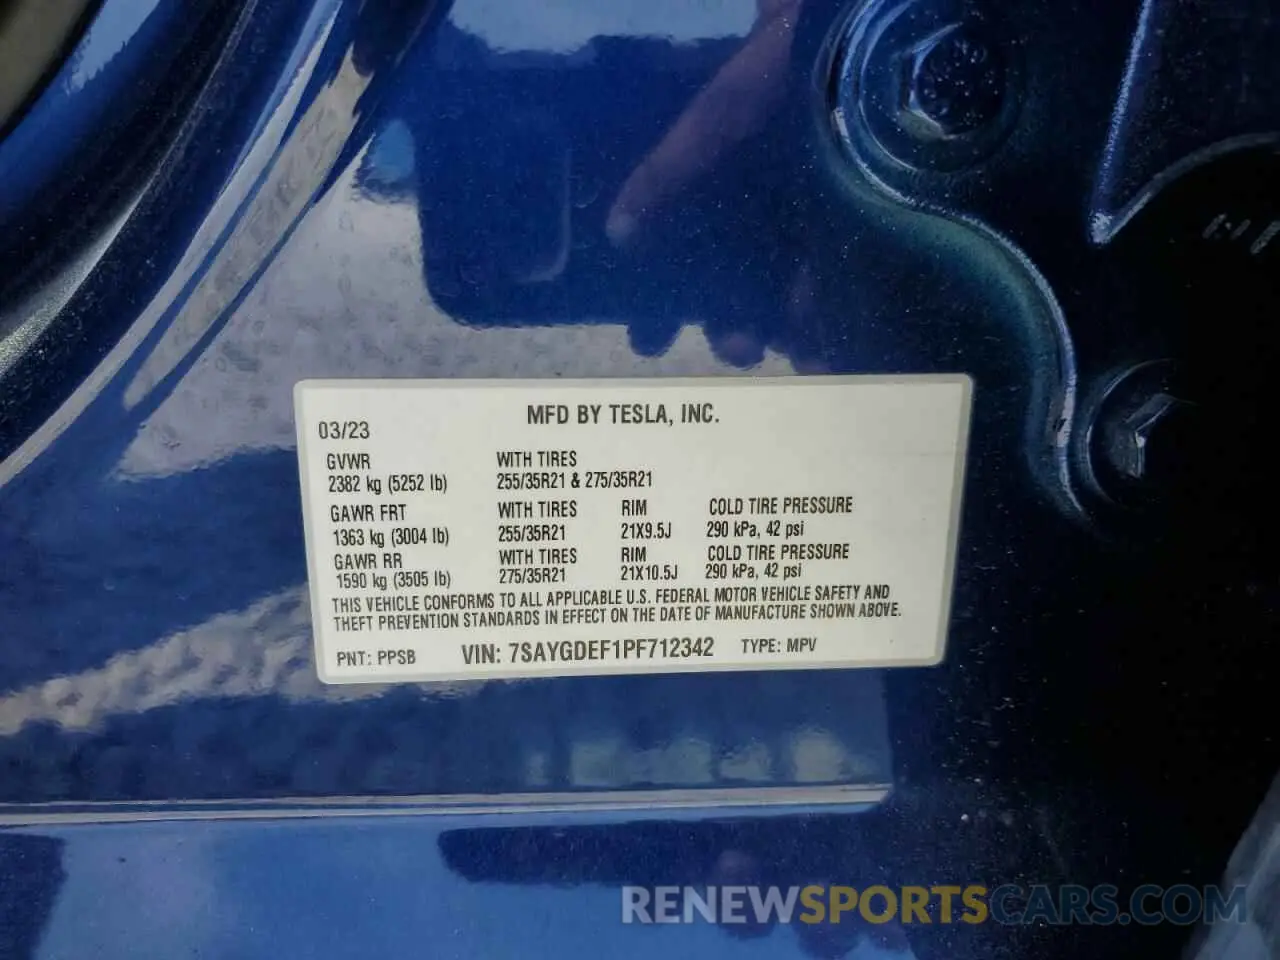 MFD BY TESLA, INC.
03/23
GVWR WITH TIRES
2382 kg (5252 lb) 255/35R21 & 275/35R21
GAWR FRT WITH TIRES RIM COLD TIRE PRESSURE
1363 kg (3004 lb) 255/35R21 21X9.5J 290 kPa, 42 psi
GAWR RR WITH TIRES RIM COLD TIRE PRESSURE
1590 kg (3505 lb) 275/35R21 21X10.5J 290 kPa, 42 psi
THIS VEHICLE CONFORMS TO ALL APPLICABLE U.S. FEDERAL MOTOR VEHICLE SAFETY AND
THEFT PREVENTION STANDARDS IN EFFECT ON THE DATE OF MANUFACTURE SHOWN ABOVE.
PNT: PPSB VIN: 7SAYGDEF1PF712342 TYPE: MPV
RENEWSPORTSCARS.COM